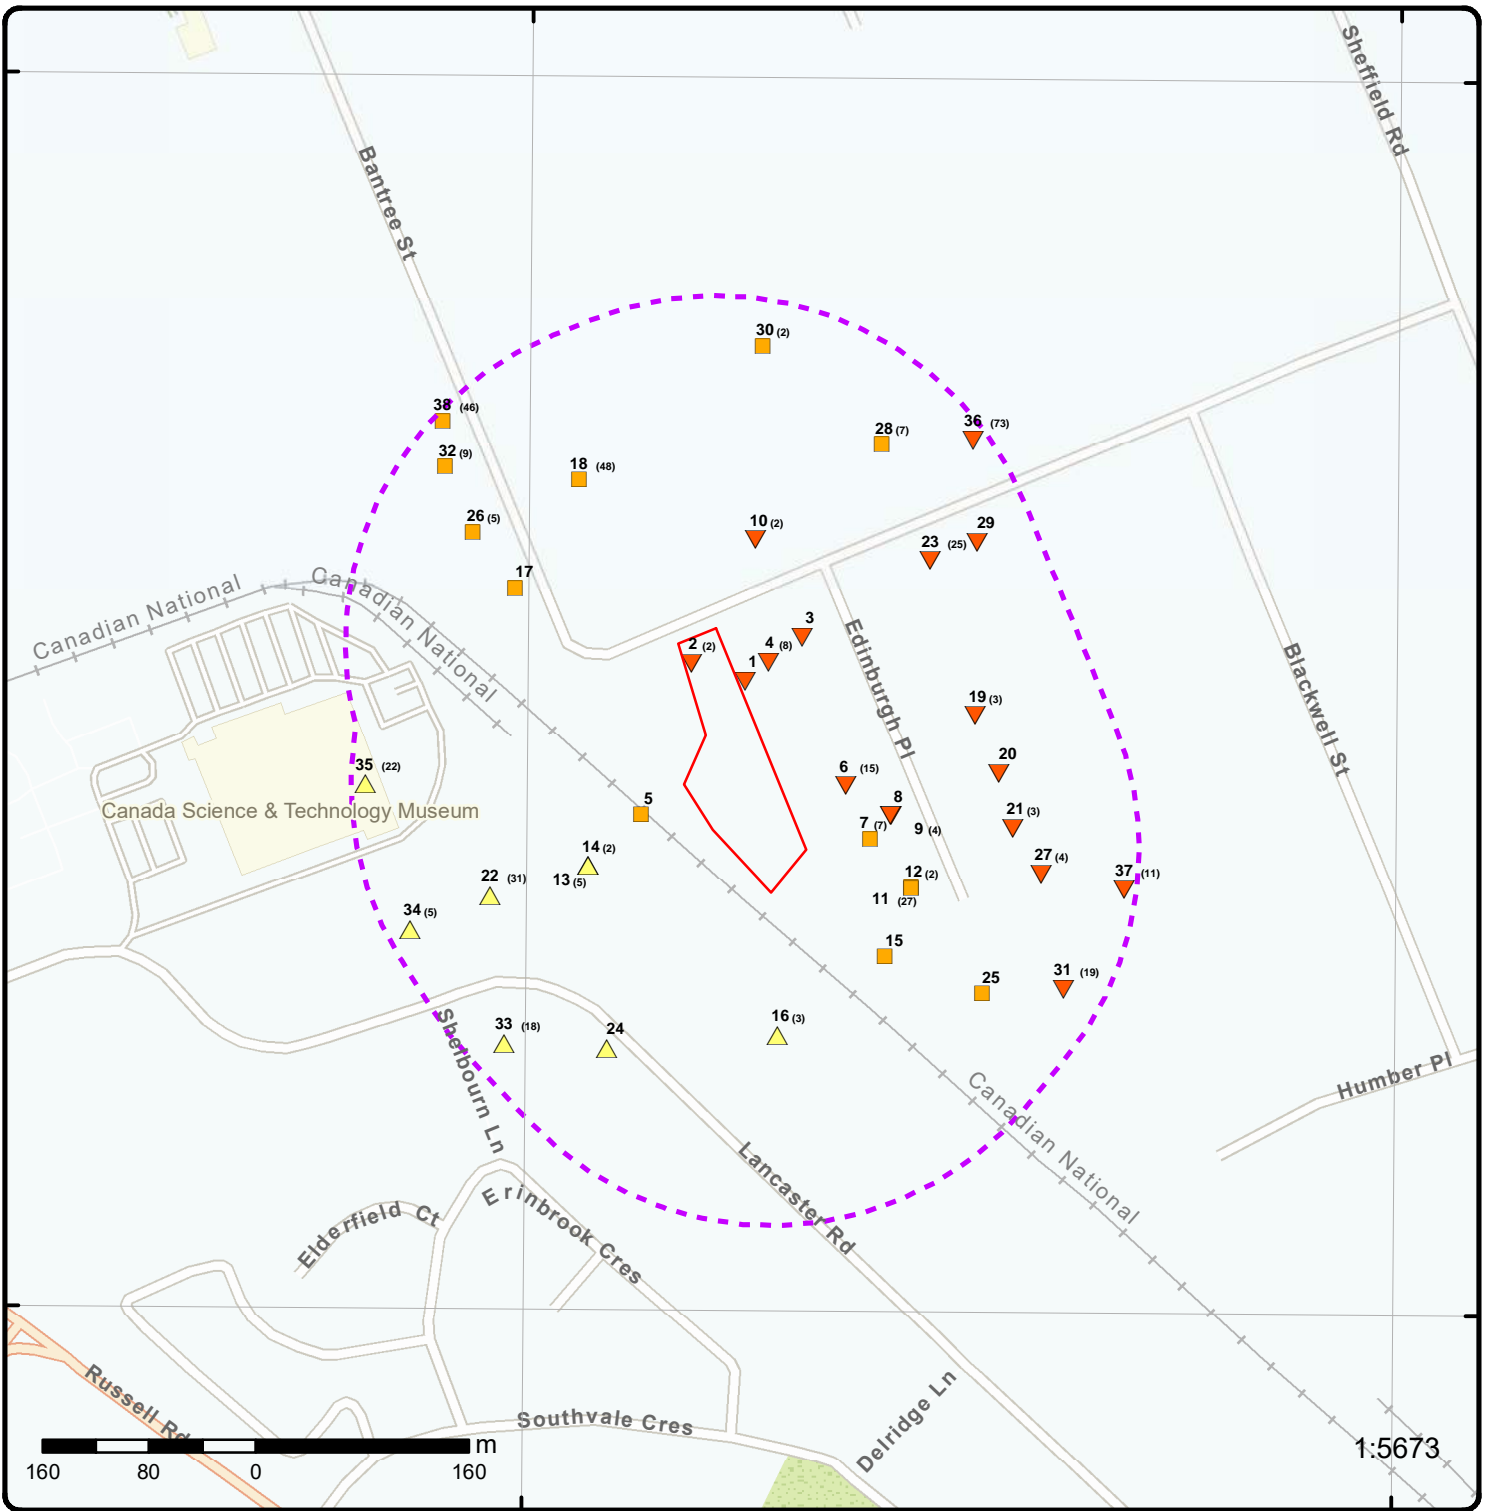 Sheffield Rd
Bantree St
30 (2)
38 (46)
36 (73)
28 (7)
32 (9)
18 (48)
26 (5)
10 (2)
29
23 (25)
17
Canadian National
Canadian National
3
2 (2)
4 (8)
1
Edinburgh Pl
Blackwell St
19 (3)
35 (22)
6 (15)
20
Canada Science & Technology Museum
5
8
21 (3)
7 (7)
9 (4)
14 (2)
13 (5)
22 (31)
12 (2)
11 (27)
27 (4)
37 (11)
34 (5)
15
25
31 (19)
33 (18)
24
16 (3)
Shelbourn Ln
Canadian National
Humber Pl
Lancaster Rd
Elderfield Ct
Erinbrook Cres
Russell Rd
Southvale Cres
Delridge Ln
m
1:5673
160 80 0 160